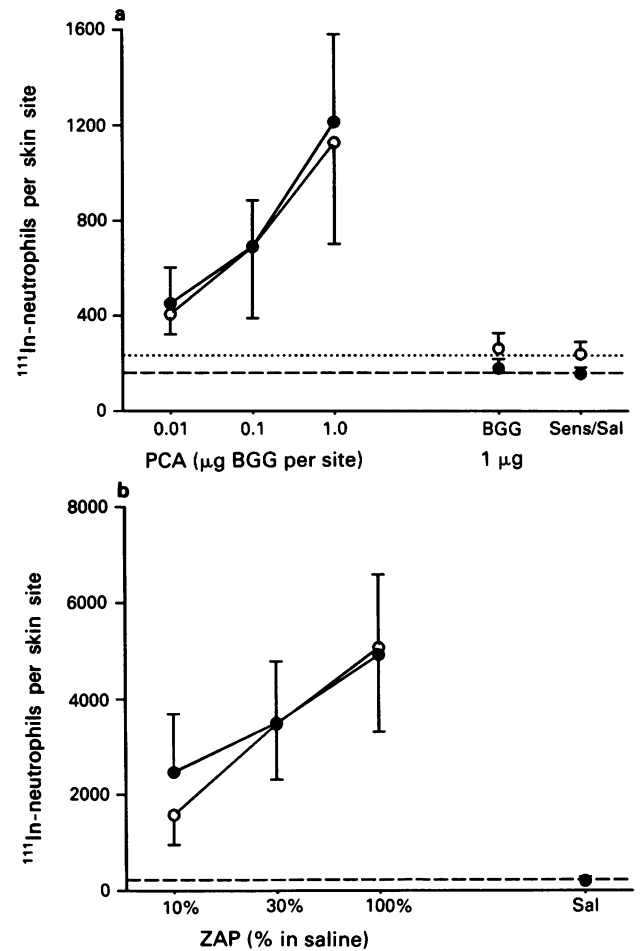 a
1600
1200
800
400
0
¹¹¹In-neutrophils per skin site
0.01 0.1 1.0 BGG Sens/Sal
PCA (μg BGG per site) 1 μg
b
8000
6000
4000
2000
0
¹¹¹In-neutrophils per skin site
10% 30% 100% Sal
ZAP (% in saline)